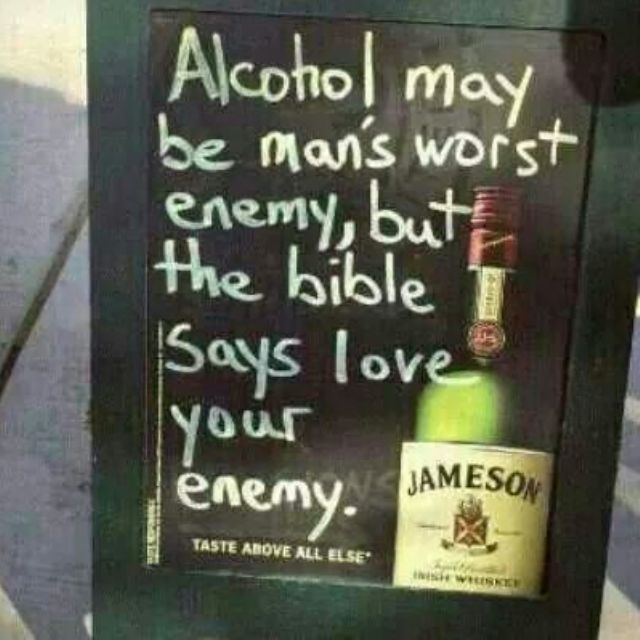 Alcohol may
be man's worst
enemy, but
the bible
says love
your
enemy.
JAMESON
IRISH WHISKEY
TASTE ABOVE ALL ELSE*